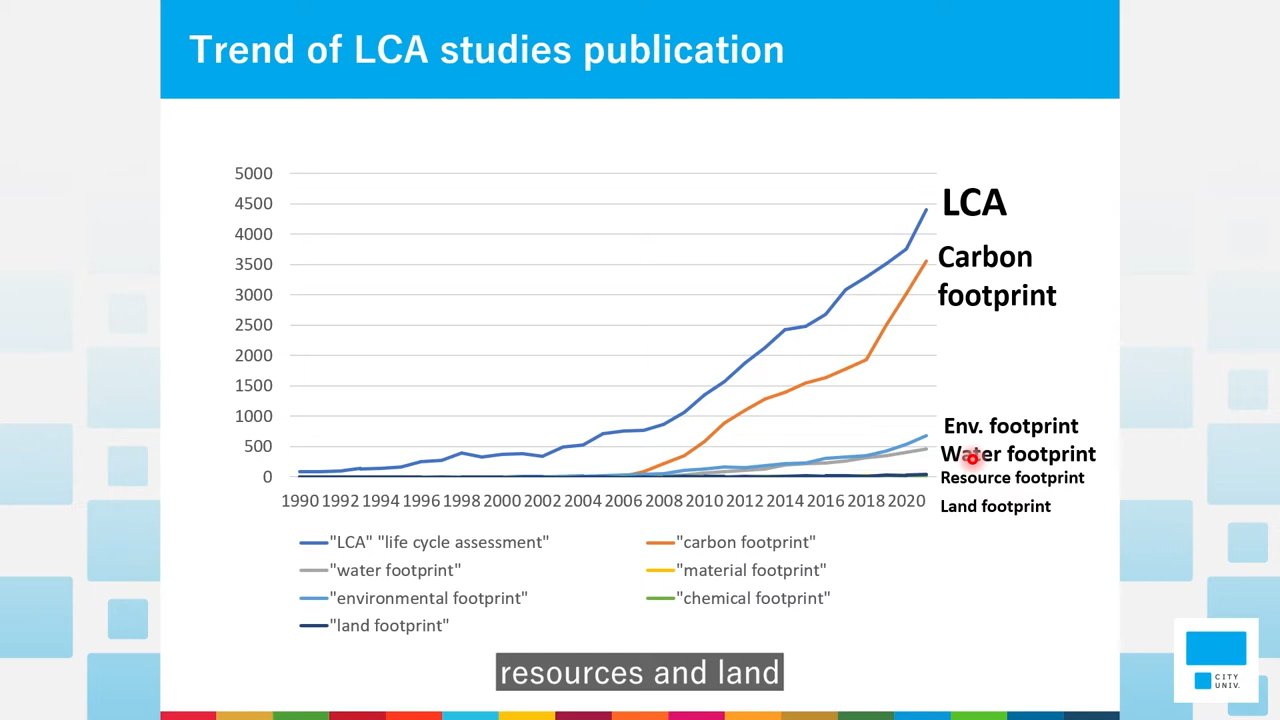 Trend of LCA studies publication
5000
4500
4000
3500
3000
2500
2000
1500
1000
500
0
1990 1992 1994 1996 1998 2000 2002 2004 2006 2008 2010 2012 2014 2016 2018 2020
LCA
Carbon
footprint
Env. footprint
Water footprint
Resource footprint
Land footprint
"LCA" "life cycle assessment"
"carbon footprint"
"water footprint"
"material footprint"
"environmental footprint"
"chemical footprint"
"land footprint"
resources and land
CITY
UNIV.